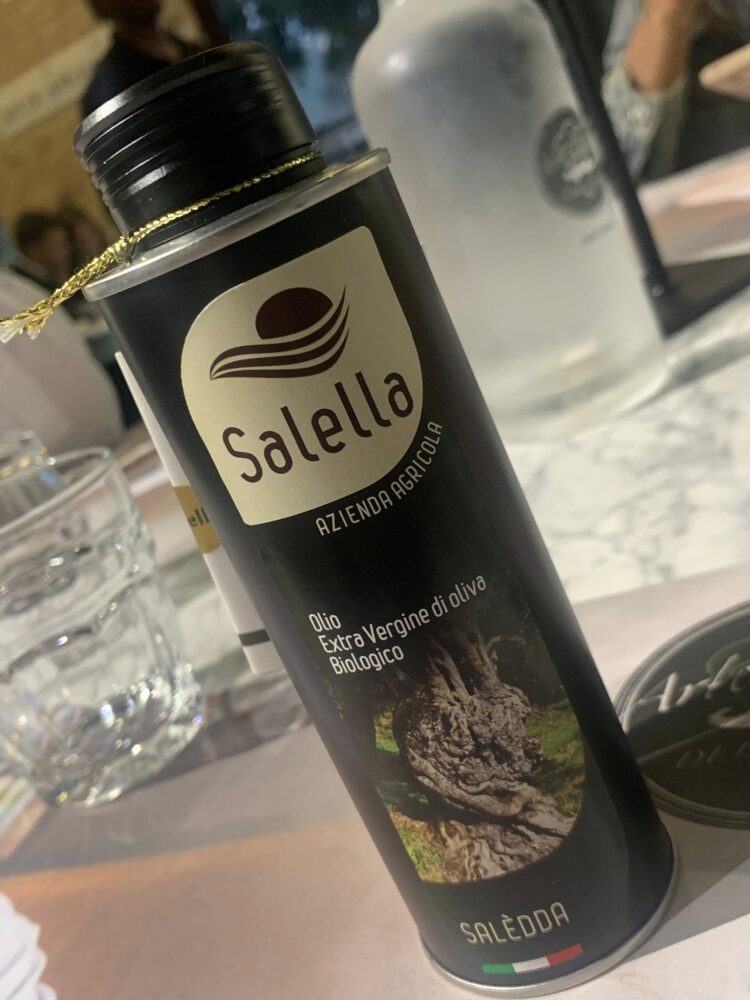 Salella
AZIENDA AGRICOLA
Olio
Extra Vergine di oliva
Biologico
SALÈDDA